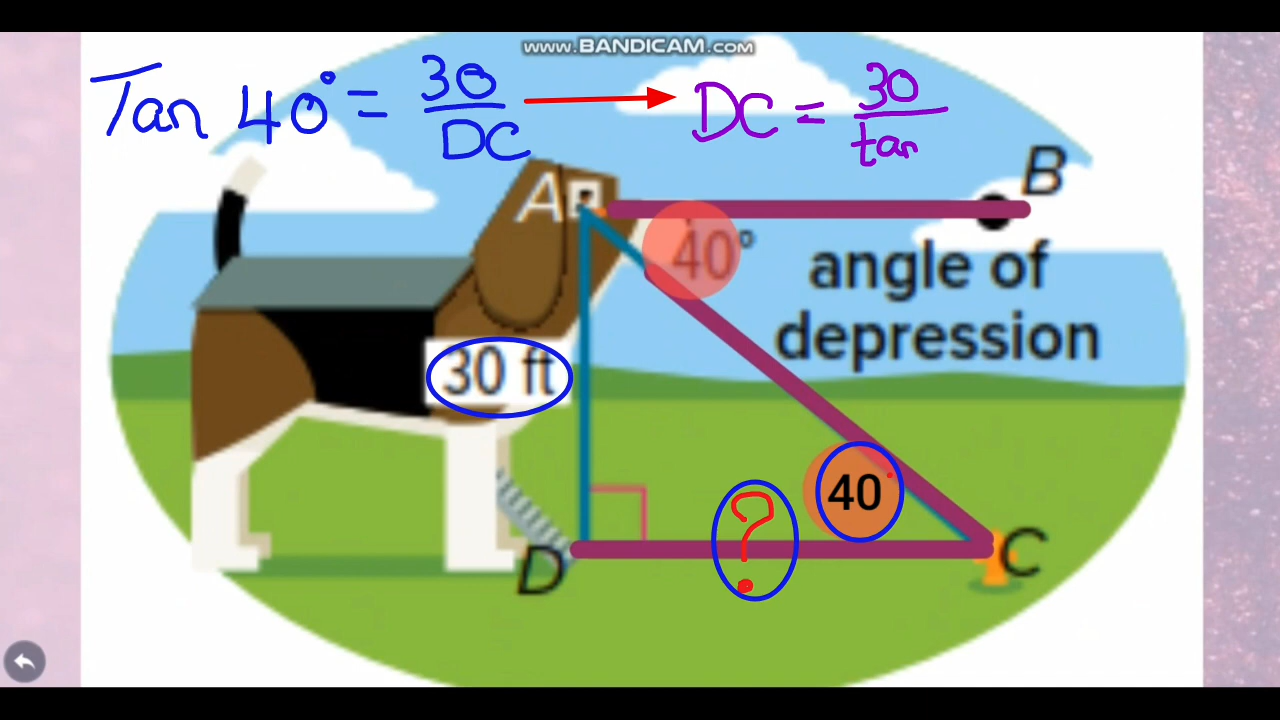 www.BANDICAM.com
Tan 40° = 30/DC → DC = 30/tan
A
B
40°
angle of
depression
30 ft
40°
?
D
C